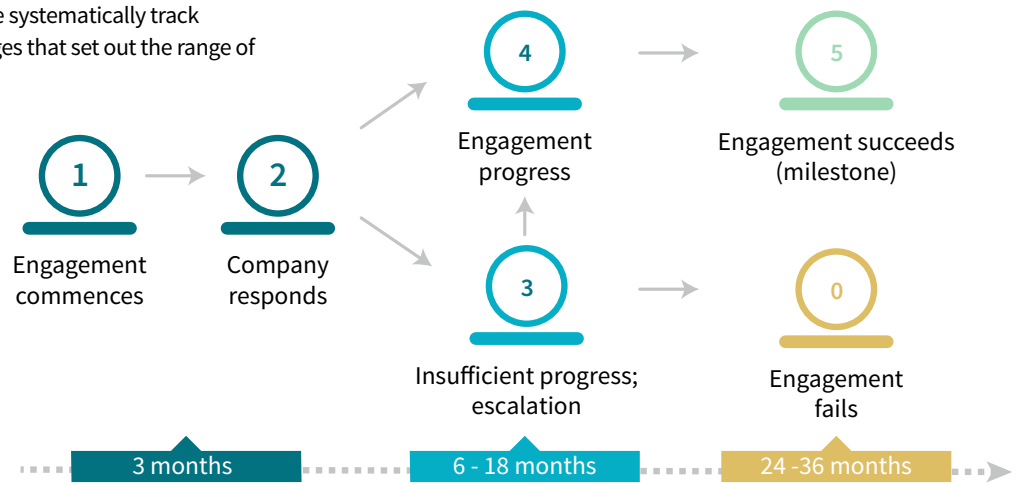 e systematically track
ges that set out the range of
1
Engagement
commences
2
Company
responds
4
Engagement
progress
5
Engagement succeeds
(milestone)
3
Insufficient progress;
escalation
0
Engagement
fails
3 months
6 - 18 months
24 -36 months